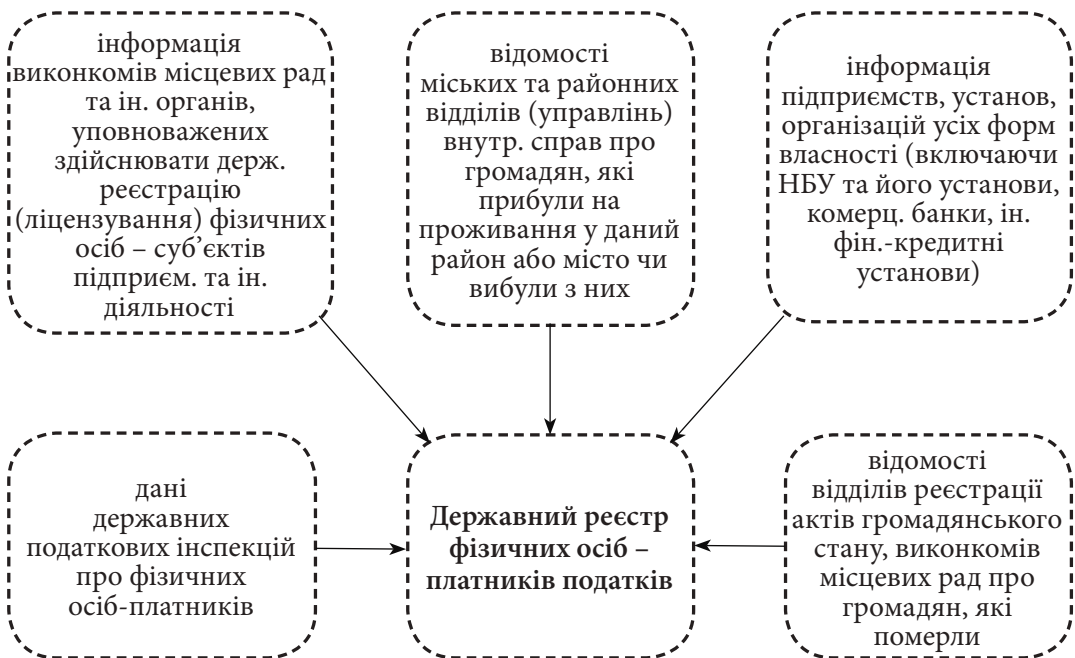 інформація
виконкомів місцевих рад
та ін. органів,
уповноважених
здійснювати держ.
реєстрацію
(ліцензування) фізичних
осіб – суб’єктів
підприєм. та ін.
діяльності
відомості
міських та районних
відділів (управлінь)
внутр. справ про
громадян, які
прибули на
проживання у даний
район або місто чи
вибули з них
інформація
підприємств, установ,
організацій усіх форм
власності (включаючи
НБУ та його установи,
комерц. банки, ін.
фін.-кредитні
установи)
дані
державних
податкових інспекцій
про фізичних
осіб-платників
Державний реєстр
фізичних осіб –
платників податків
відомості
відділів реєстрації
актів громадянського
стану, виконкомів
місцевих рад про
громадян, які
померли